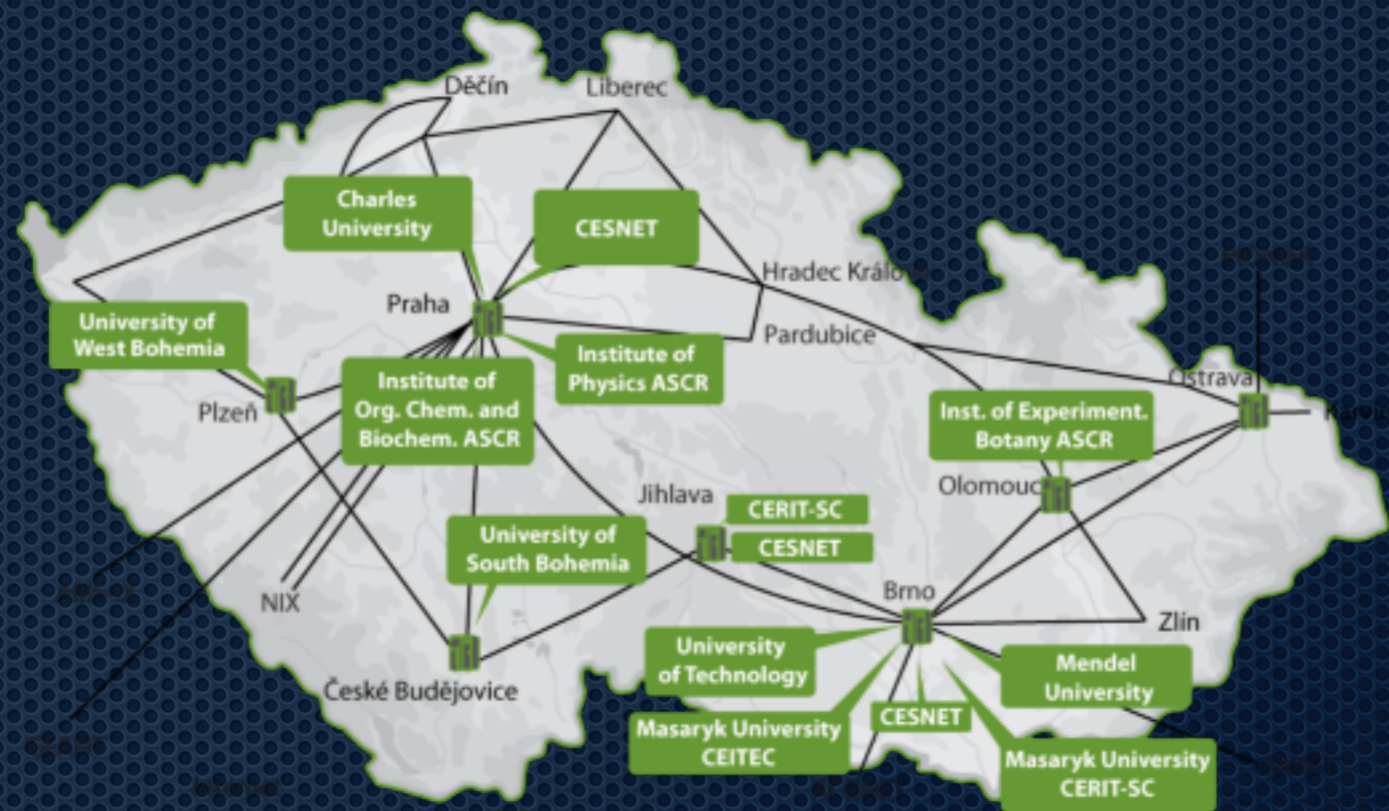 Děčín
Liberec
Charles
University
CESNET
Hradec Králové
Praha
Pardubice
University of
West Bohemia
Institute of
Physics ASCR
Ostrava
Plzeň
Institute of
Org. Chem. and
Biochem. ASCR
Inst. of Experiment.
Botany ASCR
Olomouc
Jihlava
CERIT-SC
CESNET
University of
South Bohemia
NIX
Brno
Zlín
University
of Technology
Mendel
University
České Budějovice
Masaryk University
CEITEC
CESNET
Masaryk University
CERIT-SC
GÉANT